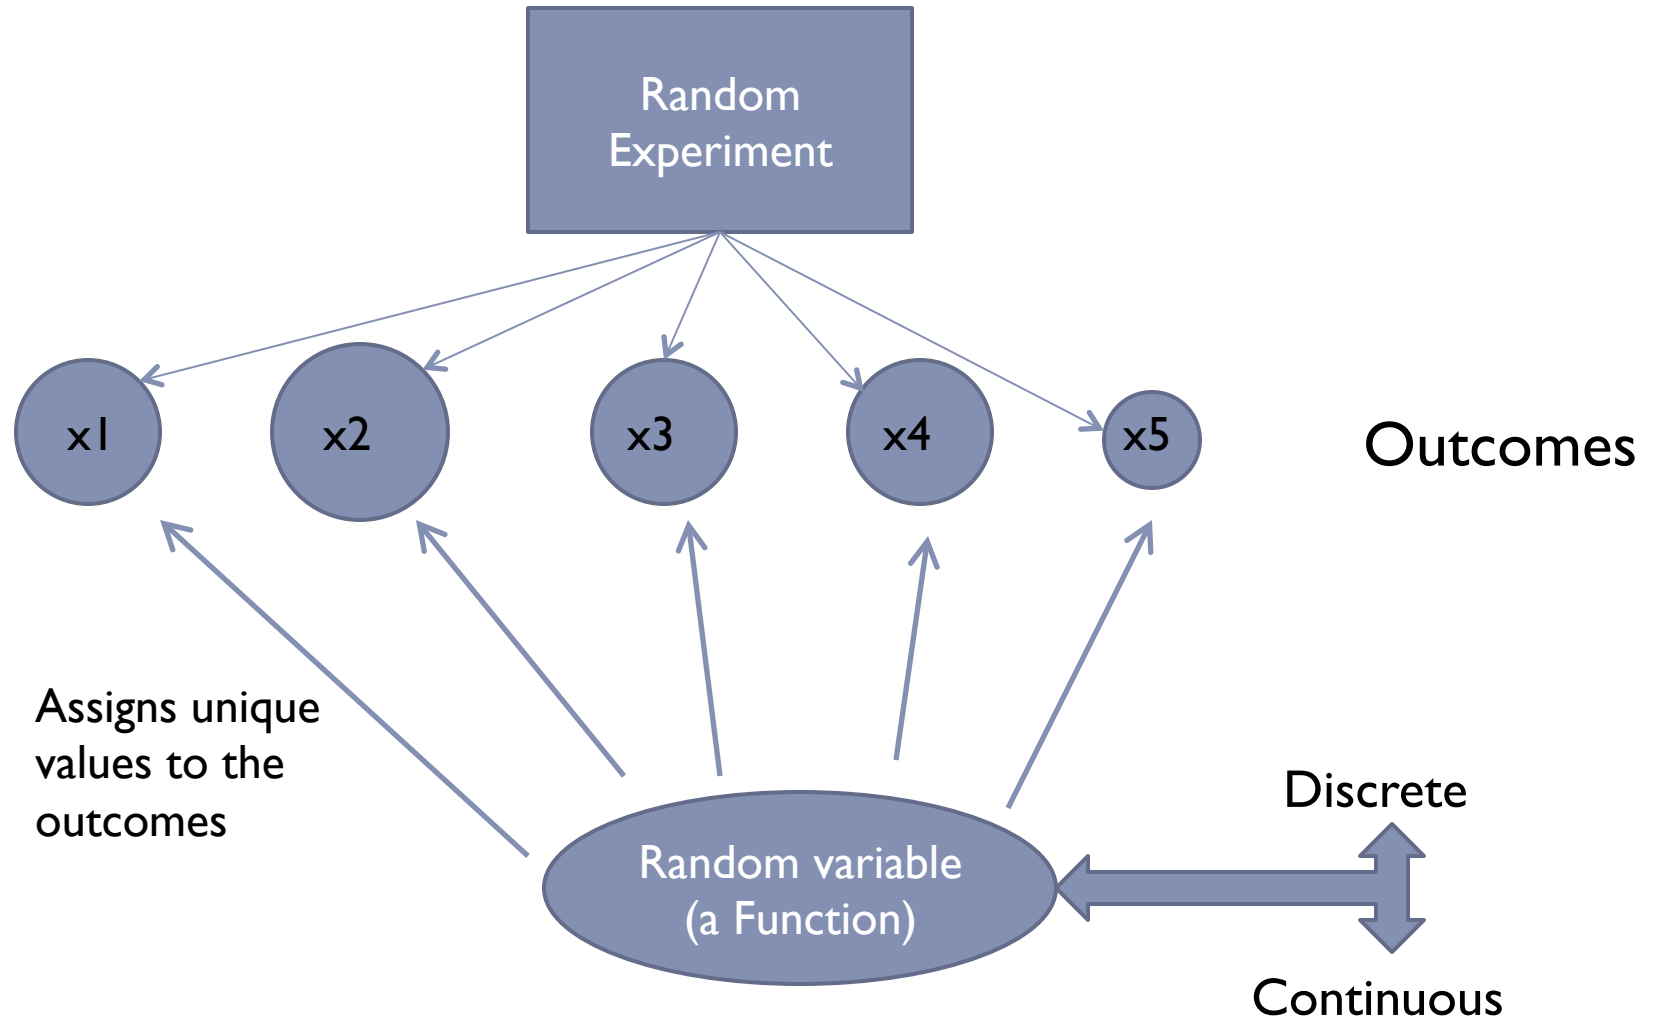 Random
Experiment
x1
x2
x3
x4
x5
Outcomes
Assigns unique
values to the
outcomes
Discrete
Random variable
(a Function)
Continuous